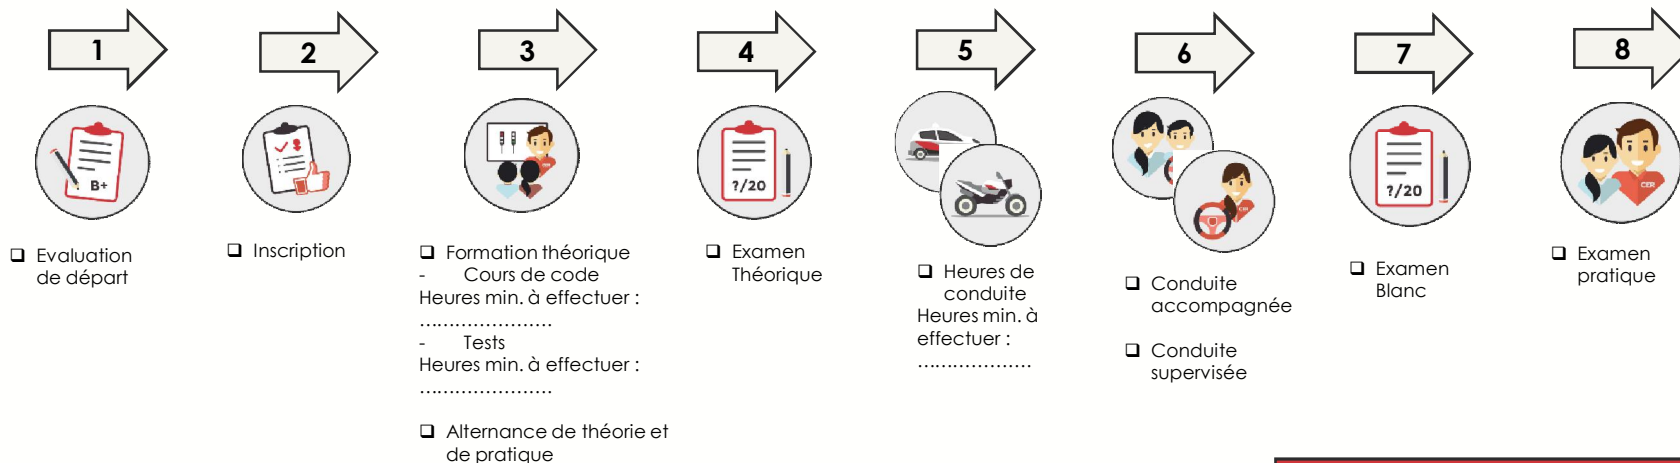 1
2
3
4
5
6
7
8
B+
?/20
CER
?/20
CER
Evaluation
de départ
Inscription
Formation théorique
- Cours de code
Heures min. à effectuer :
......................
- Tests
Heures min. à effectuer :
......................
Alternance de théorie et
de pratique
Examen
Théorique
Heures de
conduite
Heures min. à
effectuer :
...................
Conduite
accompagnée
Conduite
supervisée
Examen
Blanc
Examen
pratique